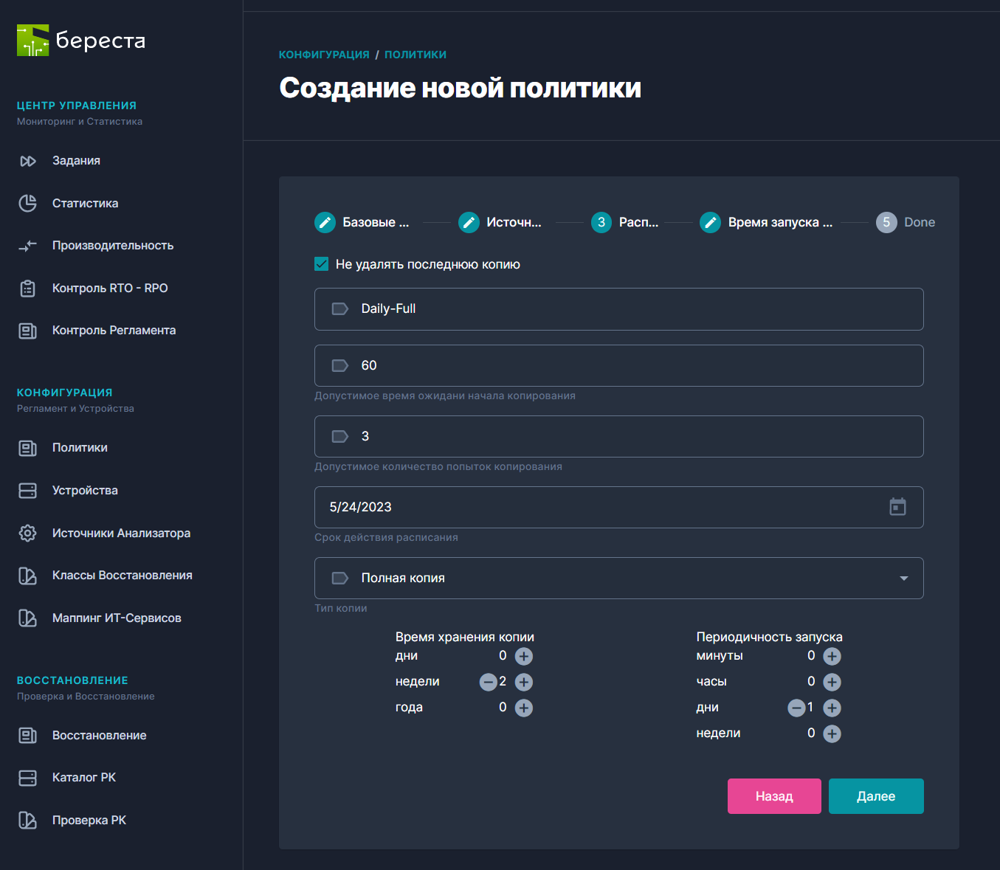 береста
ЦЕНТР УПРАВЛЕНИЯ
Мониторинг и Статистика
Задания
Статистика
Производительность
Контроль RTO - RPO
Контроль Регламента
КОНФИГУРАЦИЯ
Регламент и Устройства
Политики
Устройства
Источники Анализатора
Классы Восстановления
Маппинг ИТ-Сервисов
ВОССТАНОВЛЕНИЕ
Проверка и Восстановление
Восстановление
Каталог РК
Проверка РК
КОНФИГУРАЦИЯ / ПОЛИТИКИ
Создание новой политики
Базовые ... Источн... 3 Расп... Время запуска ... 5 Done
Не удалять последнюю копию
Daily-Full
60
Допустимое время ожидани начала копирования
3
Допустимое количество попыток копирования
5/24/2023
Срок действия расписания
Полная копия
Тип копии
Время хранения копии
дни 0
недели 2
года 0
Периодичность запуска
минуты 0
часы 0
дни 1
недели 0
Назад Далее